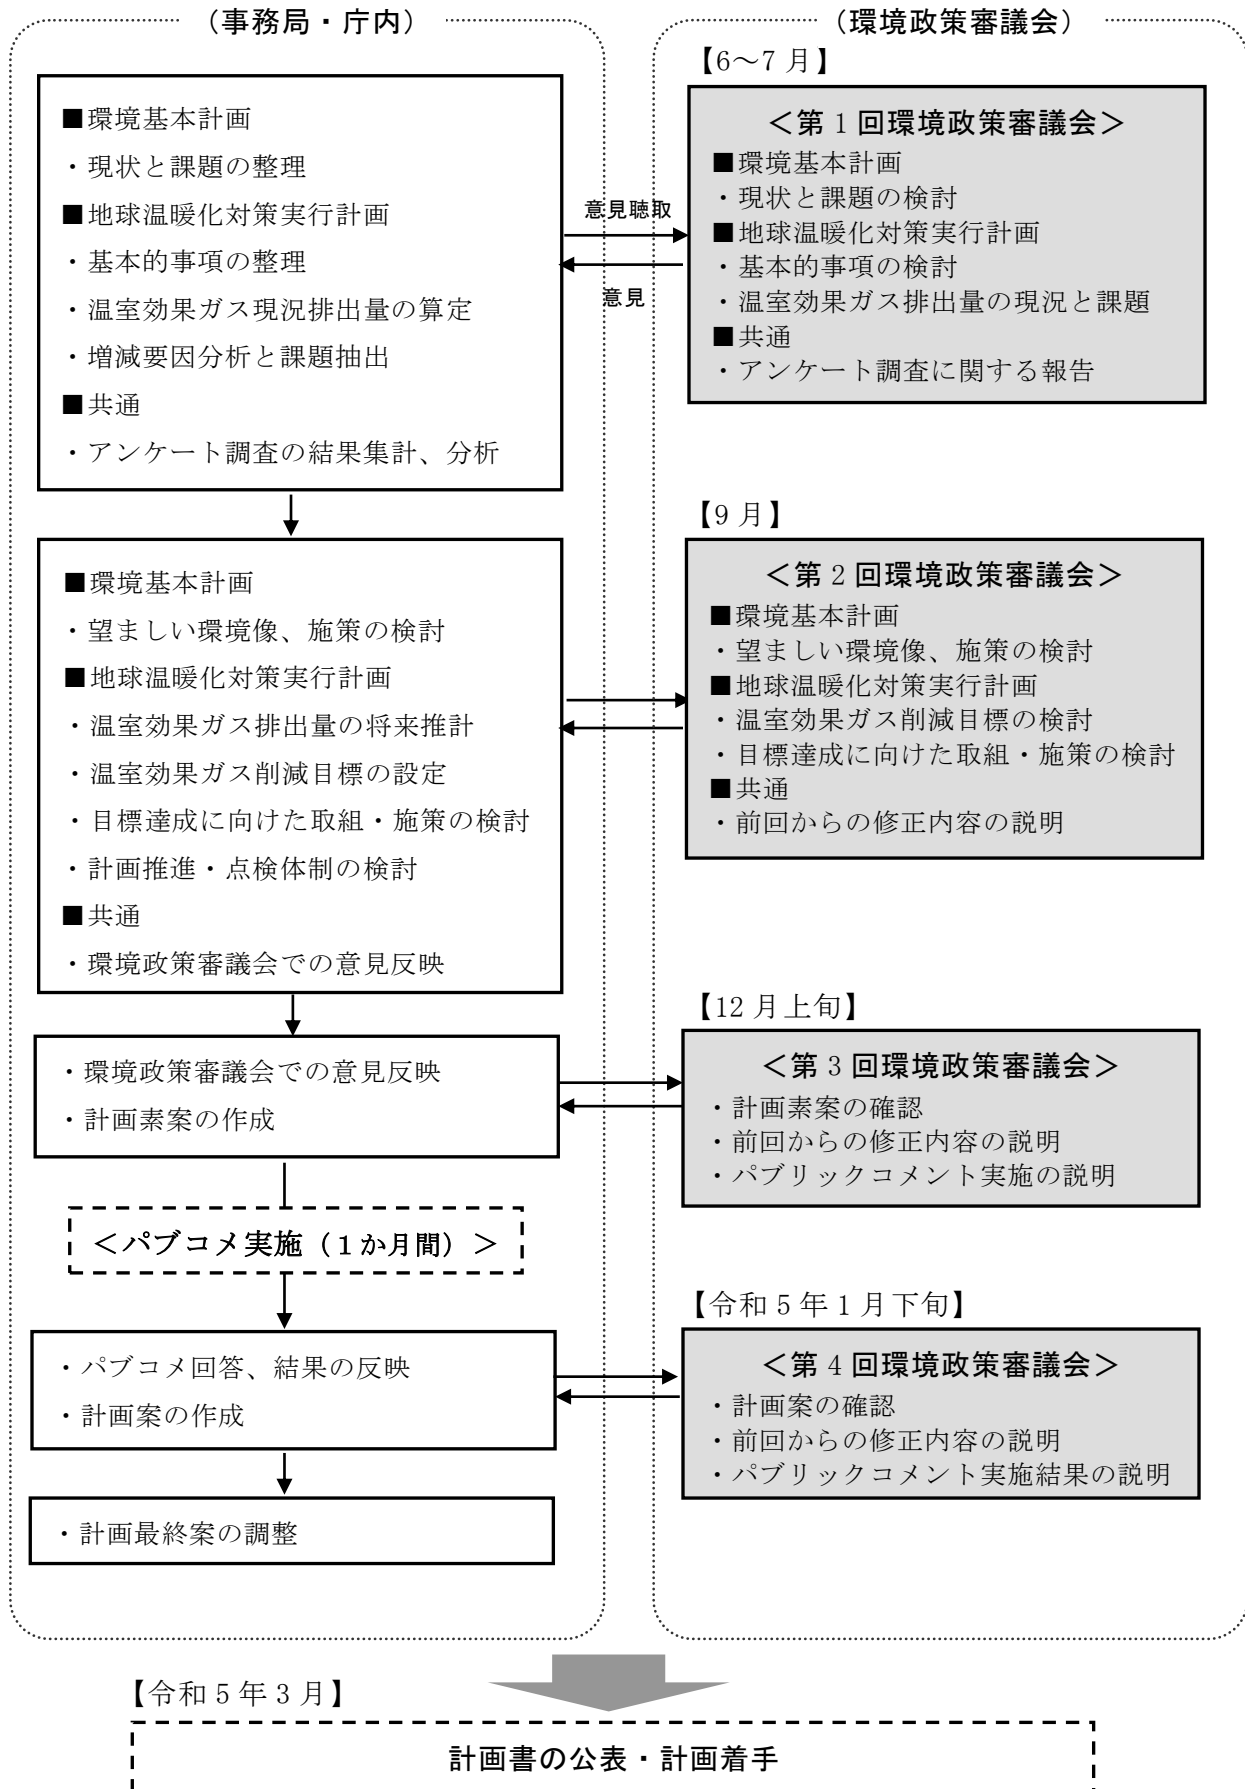 （事務局・庁内）
■環境基本計画
・現状と課題の整理
■地球温暖化対策実行計画
・基本的事項の整理
・温室効果ガス現況排出量の算定
・増減要因分析と課題抽出
■共通
・アンケート調査の結果集計、分析
意見聴取
意見
（環境政策審議会）
【6～7 月】
＜第 1 回環境政策審議会＞
■環境基本計画
・現状と課題の検討
■地球温暖化対策実行計画
・基本的事項の検討
・温室効果ガス排出量の現況と課題
■共通
・アンケート調査に関する報告
■環境基本計画
・望ましい環境像、施策の検討
■地球温暖化対策実行計画
・温室効果ガス排出量の将来推計
・温室効果ガス削減目標の設定
・目標達成に向けた取組・施策の検討
・計画推進・点検体制の検討
■共通
・環境政策審議会での意見反映
【9 月】
＜第 2 回環境政策審議会＞
■環境基本計画
・望ましい環境像、施策の検討
■地球温暖化対策実行計画
・温室効果ガス削減目標の検討
・目標達成に向けた取組・施策の検討
■共通
・前回からの修正内容の説明
・環境政策審議会での意見反映
・計画素案の作成
【12 月上旬】
＜第 3 回環境政策審議会＞
・計画素案の確認
・前回からの修正内容の説明
・パブリックコメント実施の説明
＜パブコメ実施（１か月間）＞
・パブコメ回答、結果の反映
・計画案の作成
【令和 5 年 1 月下旬】
＜第 4 回環境政策審議会＞
・計画案の確認
・前回からの修正内容の説明
・パブリックコメント実施結果の説明
・計画最終案の調整
【令和 5 年 3 月】
計画書の公表・計画着手